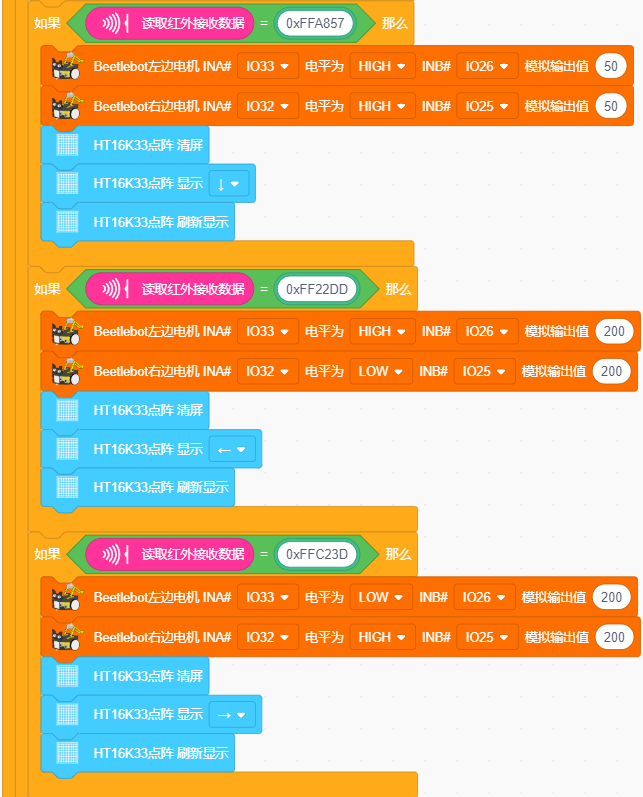 如果 读取红外接收数据 = 0xFFA857 那么
Beetlebot左边电机 INA# IO33 电平为 HIGH INB# IO26 模拟输出值 50
Beetlebot右边电机 INA# IO32 电平为 HIGH INB# IO25 模拟输出值 50
HT16K33点阵 清屏
HT16K33点阵 显示 ↓
HT16K33点阵 刷新显示
如果 读取红外接收数据 = 0xFF22DD 那么
Beetlebot左边电机 INA# IO33 电平为 HIGH INB# IO26 模拟输出值 200
Beetlebot右边电机 INA# IO32 电平为 LOW INB# IO25 模拟输出值 200
HT16K33点阵 清屏
HT16K33点阵 显示 ←
HT16K33点阵 刷新显示
如果 读取红外接收数据 = 0xFFC23D 那么
Beetlebot左边电机 INA# IO33 电平为 LOW INB# IO26 模拟输出值 200
Beetlebot右边电机 INA# IO32 电平为 HIGH INB# IO25 模拟输出值 200
HT16K33点阵 清屏
HT16K33点阵 显示 →
HT16K33点阵 刷新显示